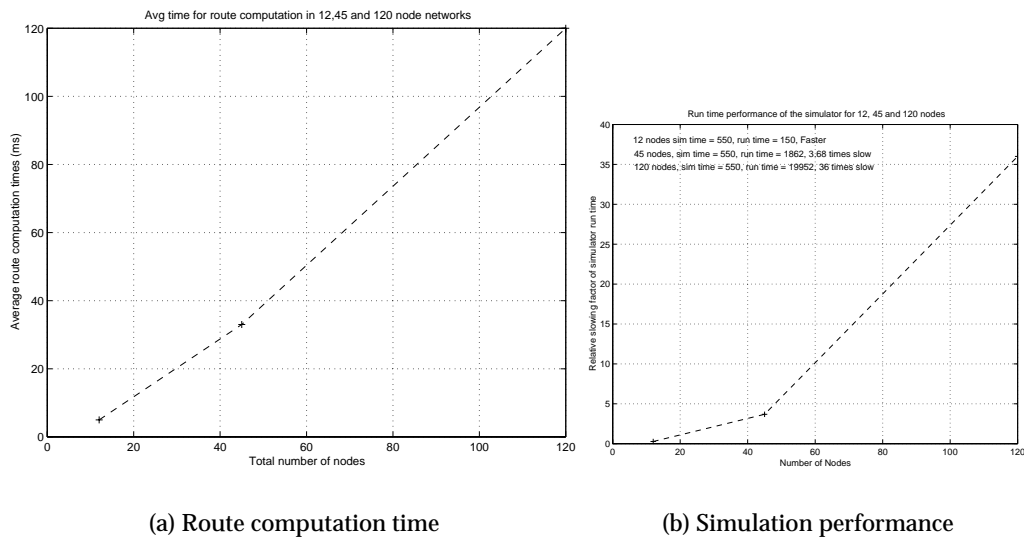 Avg time for route computation in 12,45 and 120 node networks
120
100
80
60
40
20
0
Average route computation times (ms)
0 20 40 60 80 100 120
Total number of nodes
(a) Route computation time
Run time performance of the simulator for 12, 45 and 120 nodes
12 nodes sim time = 550, run time = 150, Faster
45 nodes, sim time = 550, run time = 1862, 3.68 times slow
120 nodes, sim time = 550, run time = 19952, 36 times slow
40
35
30
25
20
15
10
5
0
Relative slowing factor of simulator run time
0 20 40 60 80 100 120
Number of Nodes
(b) Simulation performance